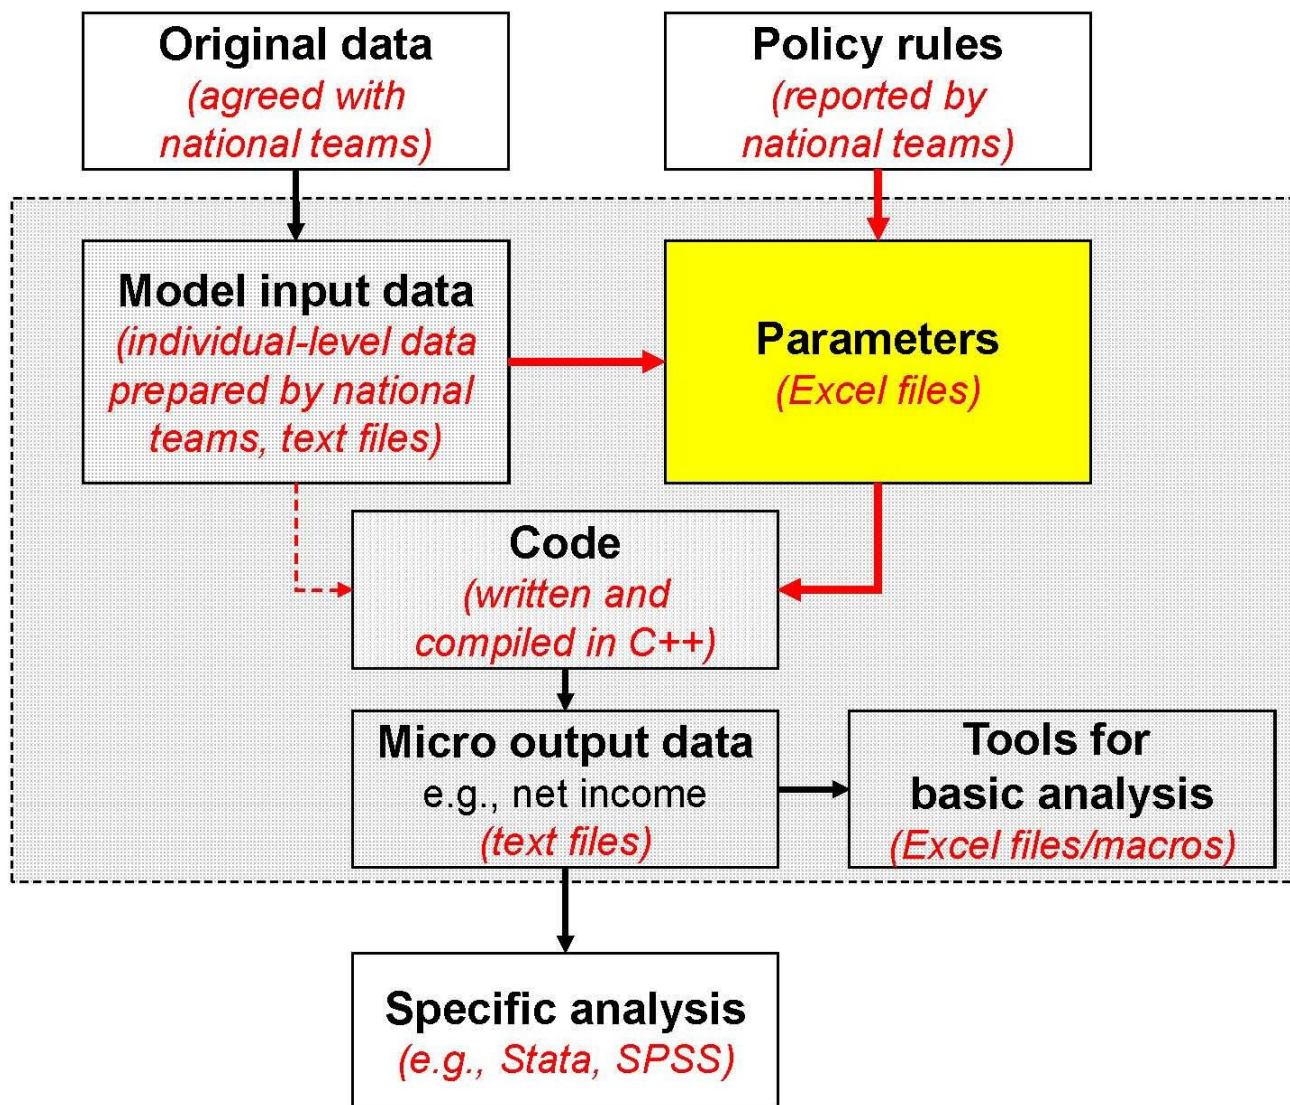 Original data
(agreed with
national teams)
Policy rules
(reported by
national teams)
Model input data
(individual-level data
prepared by national
teams, text files)
Parameters
(Excel files)
Code
(written and
compiled in C++)
Micro output data
e.g., net income
(text files)
Tools for
basic analysis
(Excel files/macros)
Specific analysis
(e.g., Stata, SPSS)